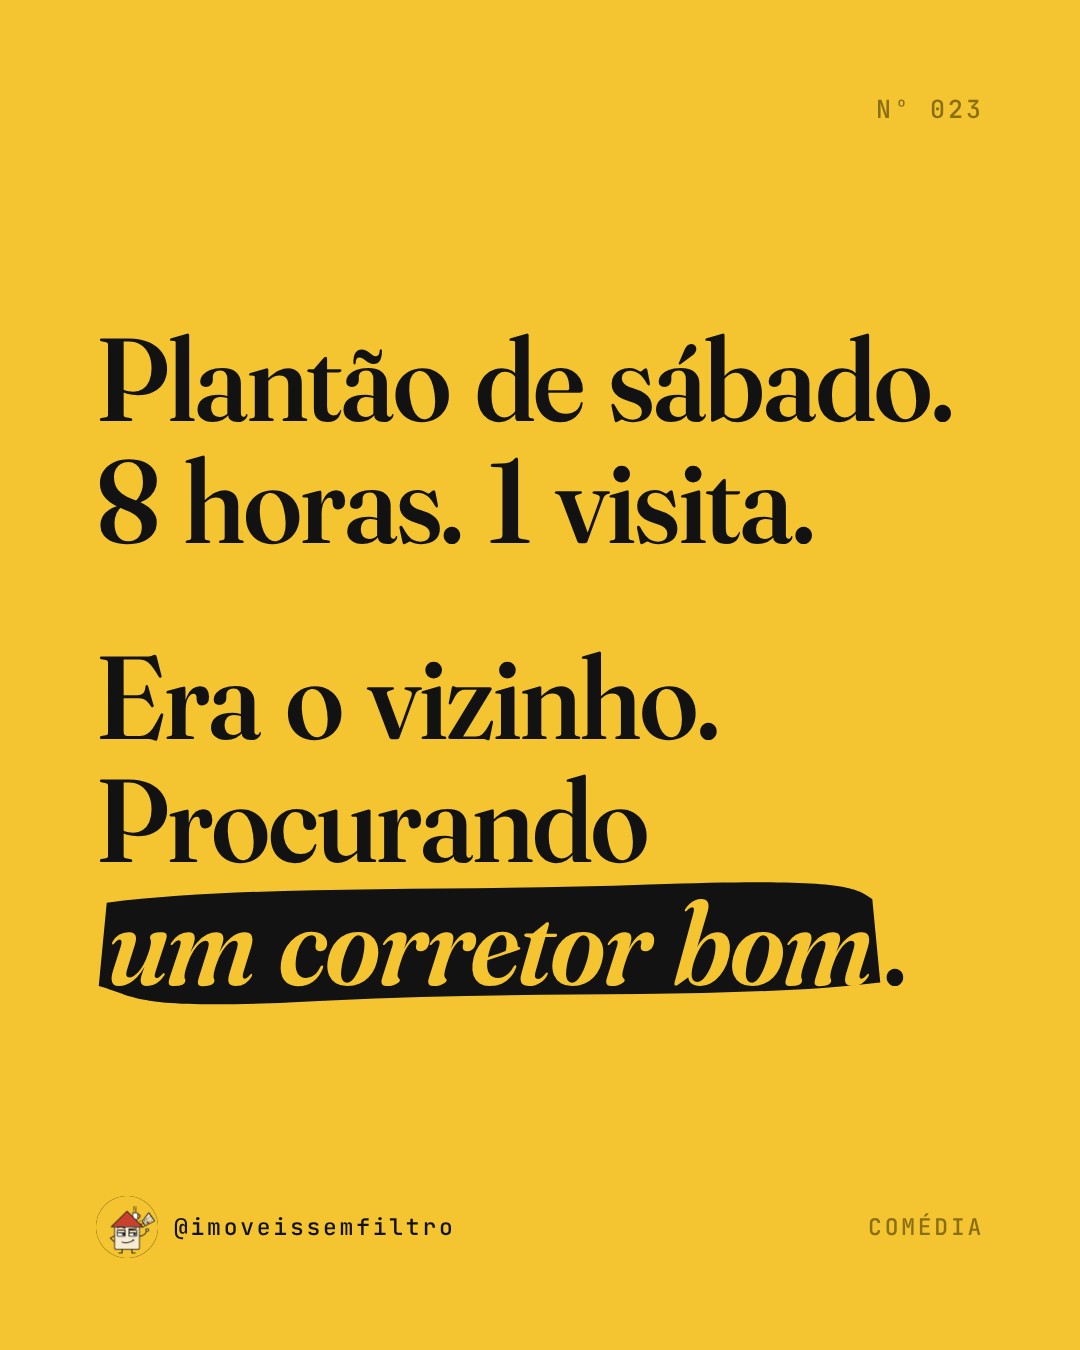 Nº 023
Plantão de sábado.
8 horas. 1 visita.
Era o vizinho.
Procurando
um corretor bom.
@imoveissemfiltro
COMÉDIA